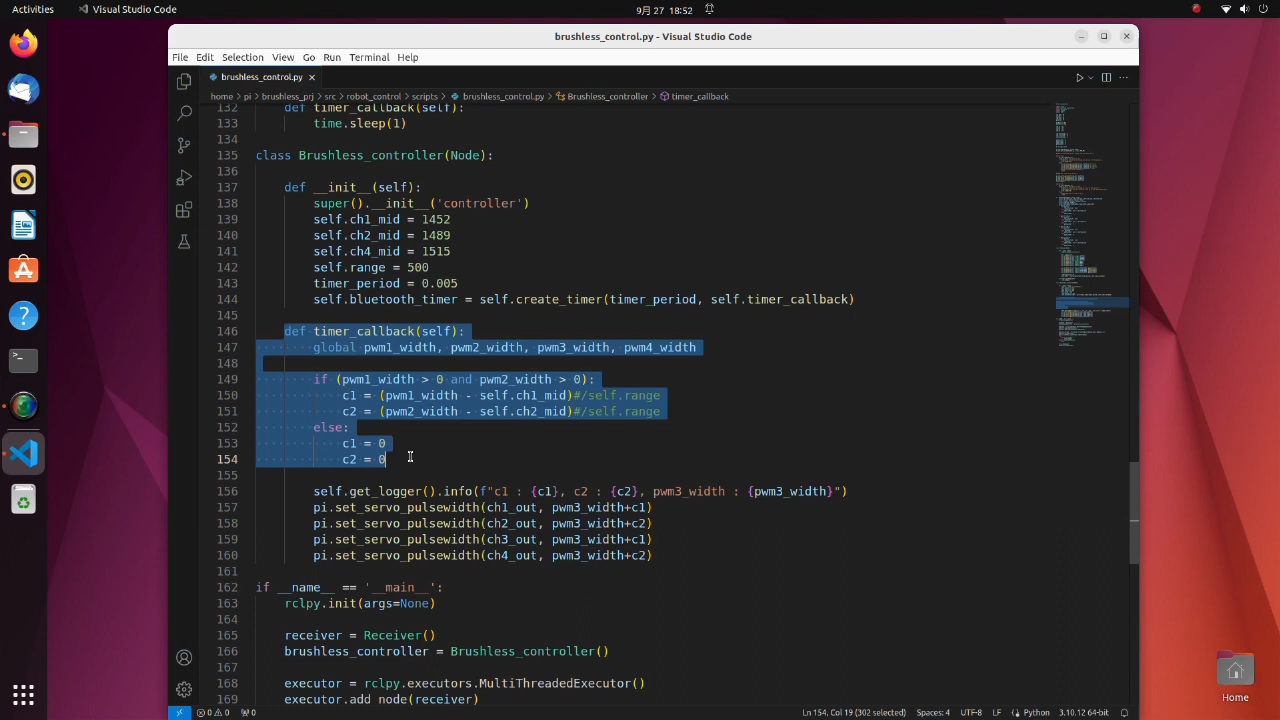 Activities
Visual Studio Code
9月 27 18:52
brushless_control.py - Visual Studio Code
File Edit Selection View Go Run Terminal Help
brushless_control.py
home > pi > brushless_prj > src > robot_control > scripts > brushless_control.py > Brushless_controller > timer_callback
132 def timer_callback(self):
133 time.sleep(1)
134
135 class Brushless_controller(Node):
136
137 def __init__(self):
138 super().__init__('controller')
139 self.ch1_mid = 1452
140 self.ch2_mid = 1489
141 self.ch4_mid = 1515
142 self.range = 500
143 timer_period = 0.005
144 self.bluetooth_timer = self.create_timer(timer_period, self.timer_callback)
145
146 def timer_callback(self):
147 global pwm1_width, pwm2_width, pwm3_width, pwm4_width
148
149 if (pwm1_width > 0 and pwm2_width > 0):
150 c1 = (pwm1_width - self.ch1_mid)#/self.range
151 c2 = (pwm2_width - self.ch2_mid)#/self.range
152 else:
153 c1 = 0
154 c2 = 0
155
156 self.get_logger().info(f"c1 : {c1}, c2 : {c2}, pwm3_width : {pwm3_width}")
157 pi.set_servo_pulsewidth(ch1_out, pwm3_width+c1)
158 pi.set_servo_pulsewidth(ch2_out, pwm3_width+c2)
159 pi.set_servo_pulsewidth(ch3_out, pwm3_width+c1)
160 pi.set_servo_pulsewidth(ch4_out, pwm3_width+c2)
161
162 if __name__ == '__main__':
163 rclpy.init(args=None)
164
165 receiver = Receiver()
166 brushless_controller = Brushless_controller()
167
168 executor = rclpy.executors.MultiThreadedExecutor()
169 executor.add_node(receiver)
Home
0 0 0 Ln 154, Col 19 (302 selected) Spaces: 4 UTF-8 LF Python 3.10.12 64-bit